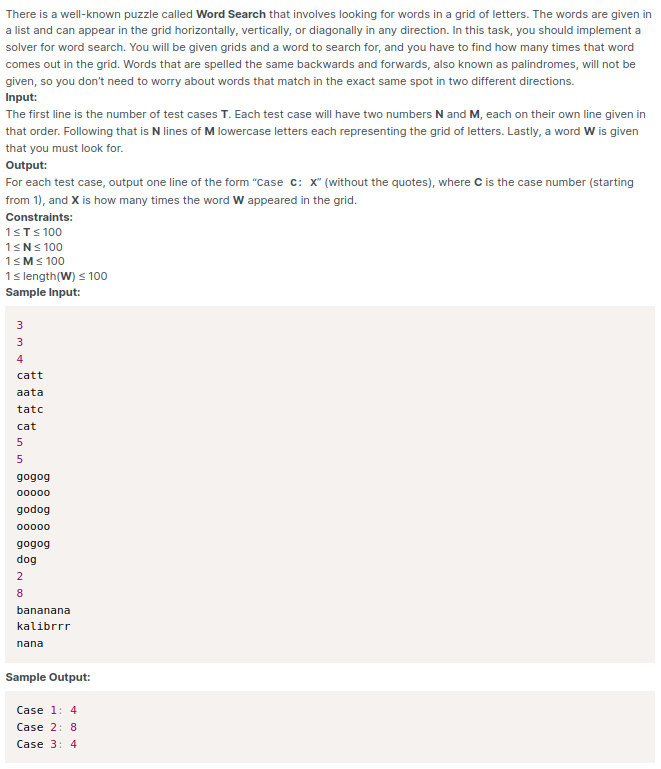 There is a well-known puzzle called Word Search that involves looking for words in a grid of letters. The words are given in
a list and can appear in the grid horizontally, vertically, or diagonally in any direction. In this task, you should implement a
solver for word search. You will be given grids and a word to search for, and you have to find how many times that word
comes out in the grid. Words that are spelled the same backwards and forwards, also known as palindromes, will not be
given, so you don’t need to worry about words that match in the exact same spot in two different directions.
Input:
The first line is the number of test cases T. Each test case will have two numbers N and M, each on their own line given in
that order. Following that is N lines of M lowercase letters each representing the grid of letters. Lastly, a word W is given
that you must look for.
Output:
For each test case, output one line of the form “Case C: X” (without the quotes), where C is the case number (starting
from 1), and X is how many times the word W appeared in the grid.
Constraints:
1 ≤ T ≤ 100
1 ≤ N ≤ 100
1 ≤ M ≤ 100
1 ≤ length(W) ≤ 100
Sample Input:
3
3
4
catt
aata
tatc
cat
5
5
gogog
ooooo
godog
ooooo
gogog
dog
2
8
bananana
kalibrrr
nana
Sample Output:
Case 1: 4
Case 2: 8
Case 3: 4